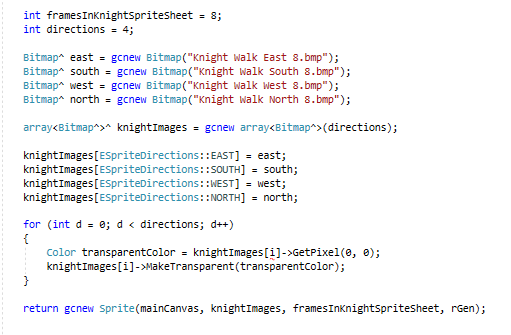 int framesInKnightSpriteSheet = 8;
int directions = 4;
Bitmap^ east = gcnew Bitmap("Knight Walk East 8.bmp");
Bitmap^ south = gcnew Bitmap("Knight Walk South 8.bmp");
Bitmap^ west = gcnew Bitmap("Knight Walk West 8.bmp");
Bitmap^ north = gcnew Bitmap("Knight Walk North 8.bmp");
array<Bitmap^>^ knightImages = gcnew array<Bitmap^>(directions);
knightImages[ESpriteDirections::EAST] = east;
knightImages[ESpriteDirections::SOUTH] = south;
knightImages[ESpriteDirections::WEST] = west;
knightImages[ESpriteDirections::NORTH] = north;
for (int d = 0; d < directions; d++)
{
Color transparentColor = knightImages[i]->GetPixel(0, 0);
knightImages[i]->MakeTransparent(transparentColor);
}
return gcnew Sprite(mainCanvas, knightImages, framesInKnightSpriteSheet, rGen);